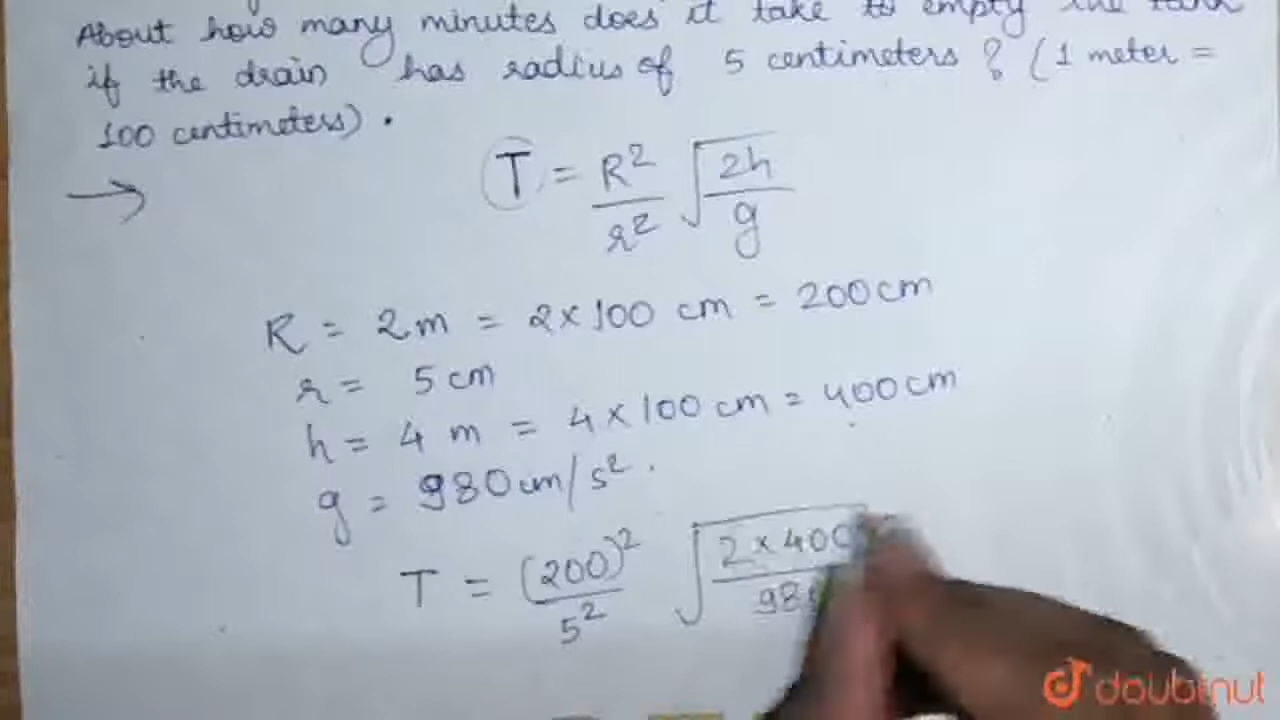 About how many minutes does it take to empty the tank
if the drain has radius of 5 centimeters ? (1 meter =
100 centimeters) .
→ T = R² / r² √(2h / g)
R = 2m = 2 × 100 cm = 200 cm
r = 5 cm
h = 4 m = 4 × 100 cm = 400 cm
g = 980 cm/s² .
T = (200)² / 5² √(2 × 400 / 98
doubtnut